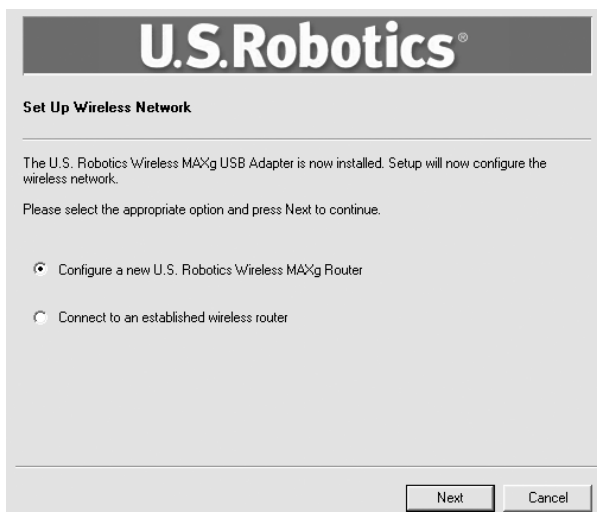 U.S.Robotics®
Set Up Wireless Network
The U.S. Robotics Wireless MAXg USB Adapter is now installed. Setup will now configure the
wireless network.
Please select the appropriate option and press Next to continue.
Configure a new U.S. Robotics Wireless MAXg Router
Connect to an established wireless router
Next Cancel